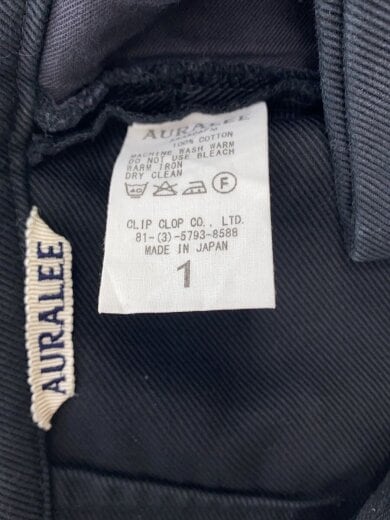 AURALEE
100% COTTON
MACHINE WASH WARM
DO NOT USE BLEACH
WARM IRON
DRY CLEAN
40
F
CLIP CLOP CO., LTD.
81-(3)-5793-8588
MADE IN JAPAN
1
AURALEE